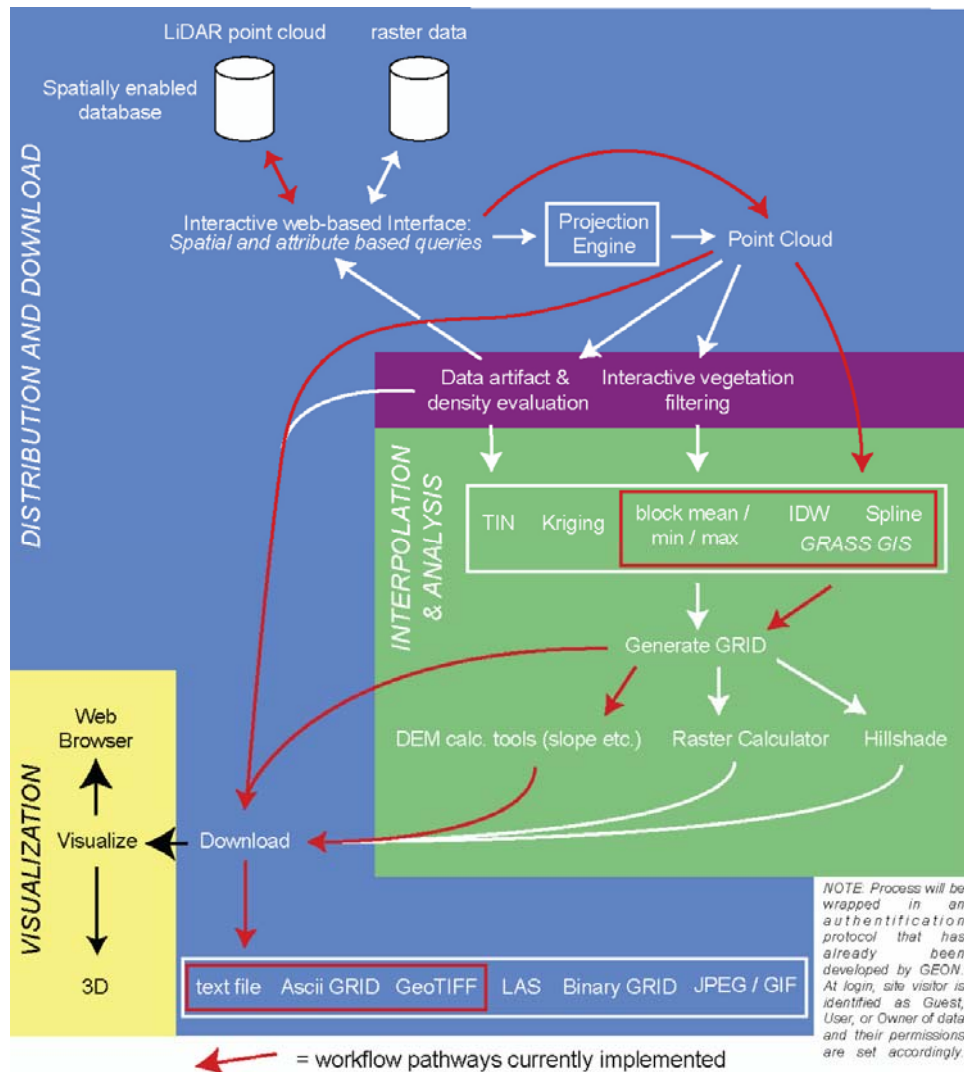 LiDAR point cloud
raster data
Spatially enabled
database
DISTRIBUTION AND DOWNLOAD
Interactive web-based Interface:
Spatial and attribute based queries
Projection
Engine
Point Cloud
Data artifact &
density evaluation
Interactive vegetation
filtering
INTERPOLATION
& ANALYSIS
TIN
Kriging
block mean /
min / max
IDW
Spline
GRASS GIS
Generate GRID
DEM calc. tools (slope etc.)
Raster Calculator
Hillshade
VISUALIZATION
Web
Browser
Visualize
3D
Download
text file
Ascii GRID
GeoTIFF
LAS
Binary GRID
JPEG / GIF
NOTE: Process will be
wrapped in an
authentification
protocol that has
already been
developed by GEON.
At login, site visitor is
identified as Guest,
User, or Owner of data
and their permissions
are set accordingly.
= workflow pathways currently implemented